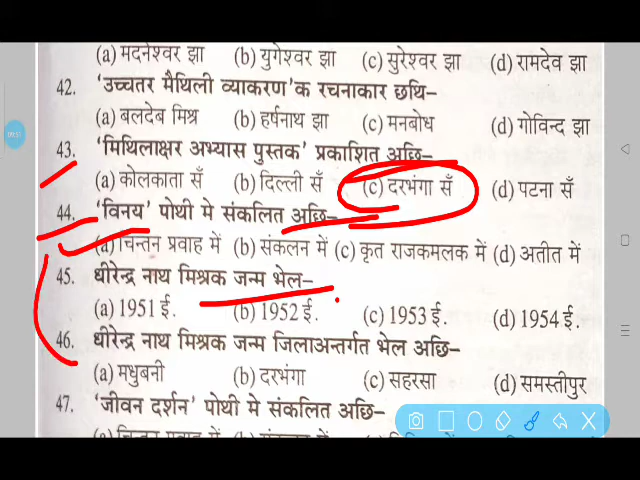 (a) मदनेश्वर झा (b) युगेश्वर झा (c) सुरेश्वर झा (d) रामदेव झा
42. 'उच्चतर मैथिली व्याकरण'क रचनाकार छथि–
(a) बलदेब मिश्र (b) हर्षनाथ झा (c) मनबोध (d) गोविन्द झा
43. 'मिथिलाक्षर अभ्यास पुस्तक' प्रकाशित अछि–
(a) कोलकाता सँ (b) दिल्ली सँ (c) दरभंगा सँ (d) पटना सँ
44. 'विनय' पोथी मे संकलित अछि–
(a) चिन्तन प्रवाह में (b) संकलन में (c) कृत राजकमलक में (d) अतीत में
45. धीरेन्द्र नाथ मिश्रक जन्म भेल–
(a) 1951 ई. (b) 1952 ई. (c) 1953 ई. (d) 1954 ई.
46. धीरेन्द्र नाथ मिश्रक जन्म जिलाअन्तर्गत भेल अछि–
(a) मधुबनी (b) दरभंगा (c) सहरसा (d) समस्तीपुर
47. 'जीवन दर्शन' पोथी मे संकलित अछि–